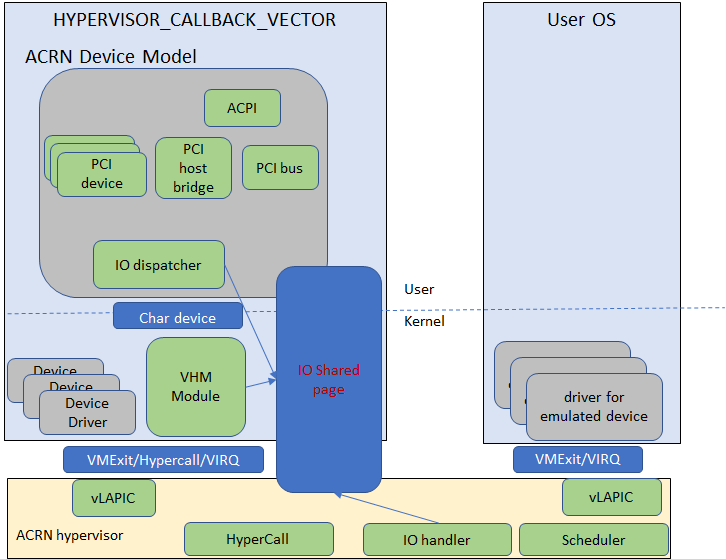 HYPERVISOR_CALLBACK_VECTOR
User OS
ACRN Device Model
ACPI
PCI
device
PCI
host
bridge
PCI bus
IO dispatcher
User
Char device
Kernel
Device
Device
Device
Driver
VHM
Module
IO Shared
page
driver for
emulated device
VMExit/Hypercall/VIRQ
VMExit/VIRQ
vLAPIC
vLAPIC
ACRN hypervisor
HyperCall
IO handler
Scheduler